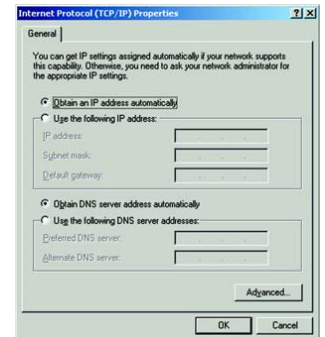 Internet Protocol (TCP/IP) Properties
General
You can get IP settings assigned automatically if your network supports
this capability. Otherwise, you need to ask your network administrator for
the appropriate IP settings.
Obtain an IP address automatically
Use the following IP address:
IP address:
Subnet mask:
Default gateway:
Obtain DNS server address automatically
Use the following DNS server addresses:
Preferred DNS server:
Alternate DNS server:
Advanced...
OK Cancel